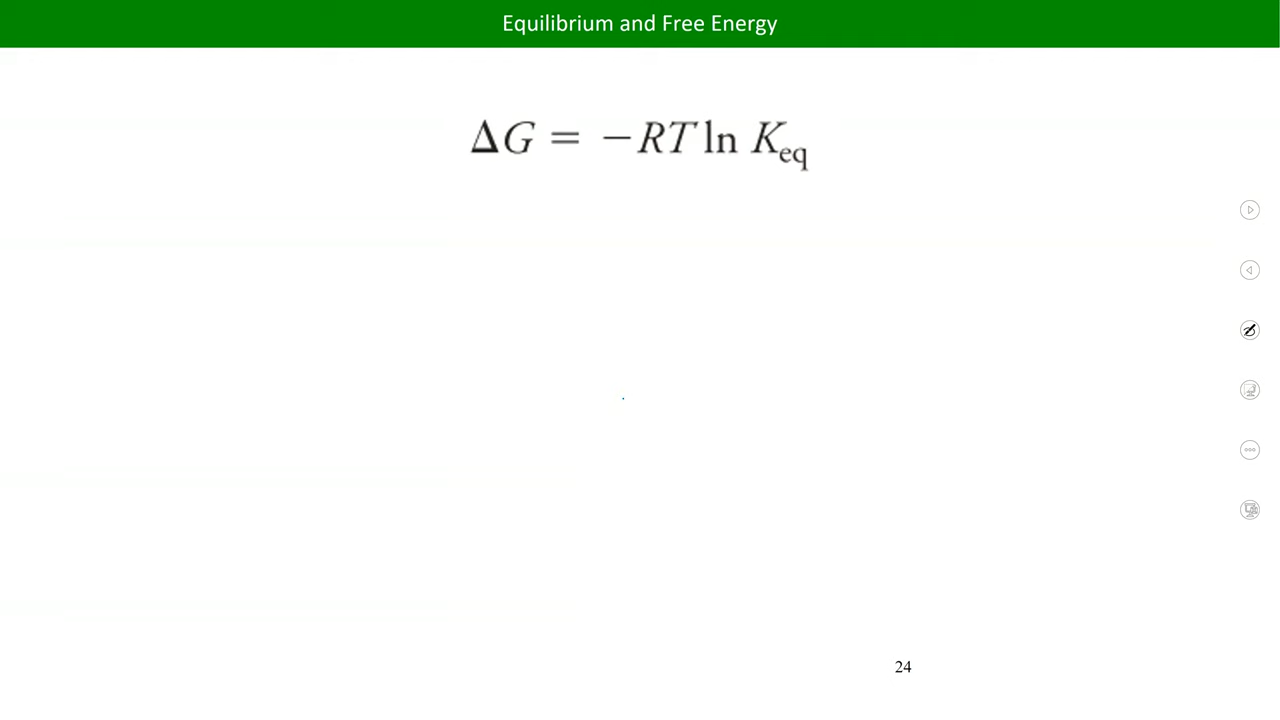 Equilibrium and Free Energy
ΔG = −RT ln K_eq
24